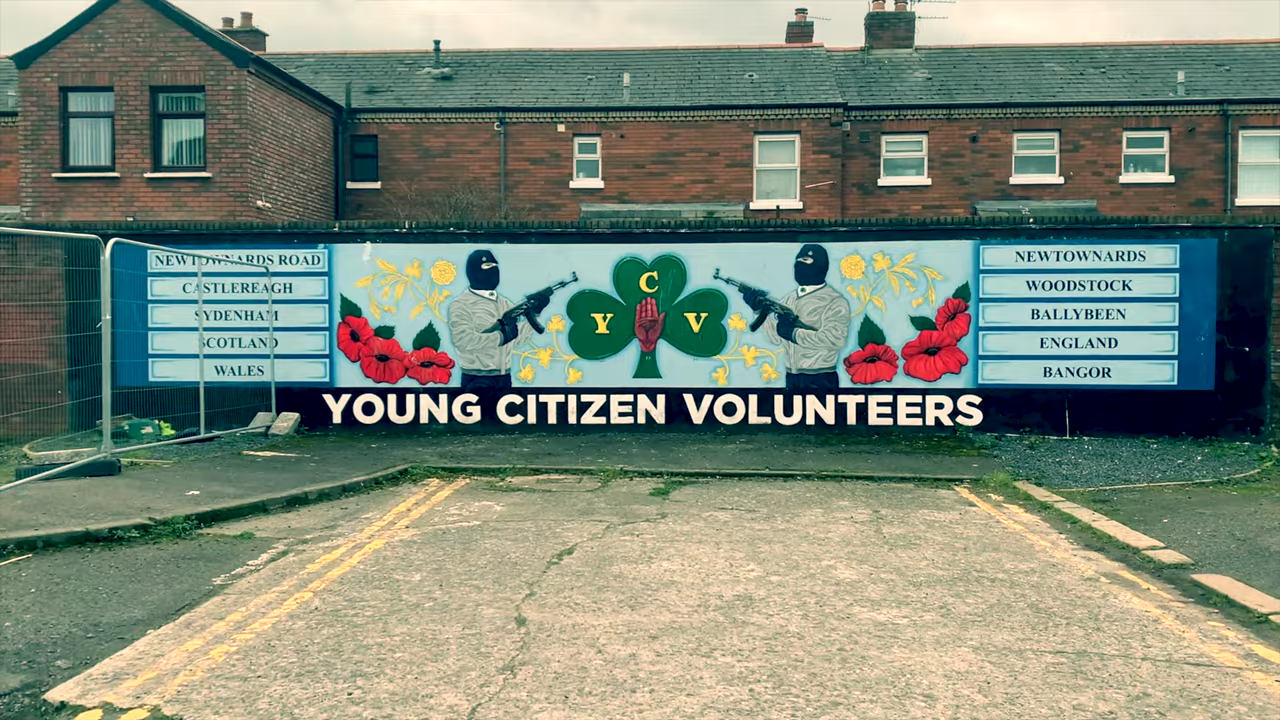 NEWTOWNARDS ROAD
CASTLEREAGH
SYDENHAM
SCOTLAND
WALES
C
Y V
NEWTOWNARDS
WOODSTOCK
BALLYBEEN
ENGLAND
BANGOR
YOUNG CITIZEN VOLUNTEERS